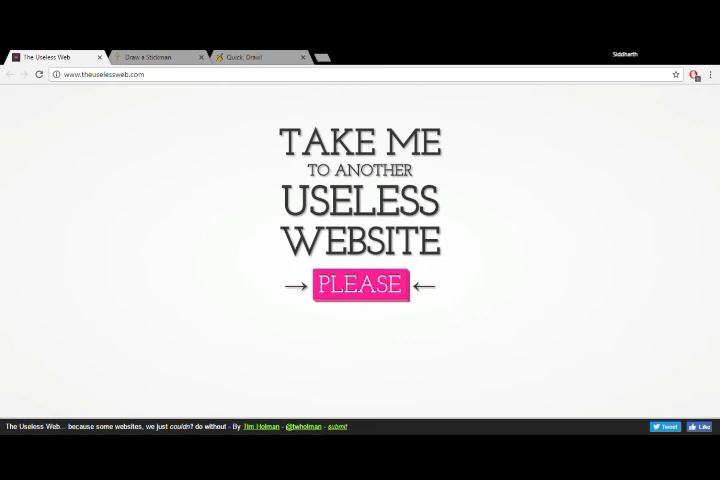 Siddharth
The Useless Web
Draw a Stickman
Quick, Draw!
www.theuselessweb.com
TAKE ME
TO ANOTHER
USELESS
WEBSITE
→ PLEASE ←
The Useless Web... because some websites, we just couldn't do without - By Tim Holman - @twholman - submit
Tweet
Like